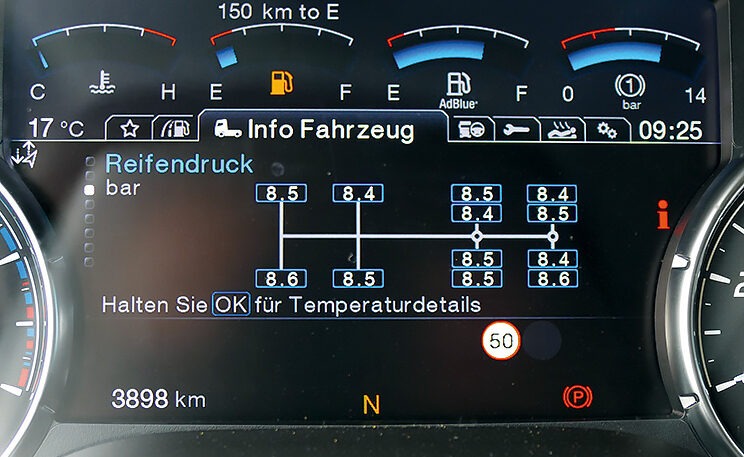 150 km to E
C H E F E F 0 14
AdBlue®
(1)
bar
17 °C Info Fahrzeug 09:25
Reifendruck
bar
8.5 8.4 8.5 8.4
8.4 8.5
8.5 8.4
8.6 8.5 8.5 8.6
i
Halten Sie OK für Temperaturdetails
50
3898 km N (P)